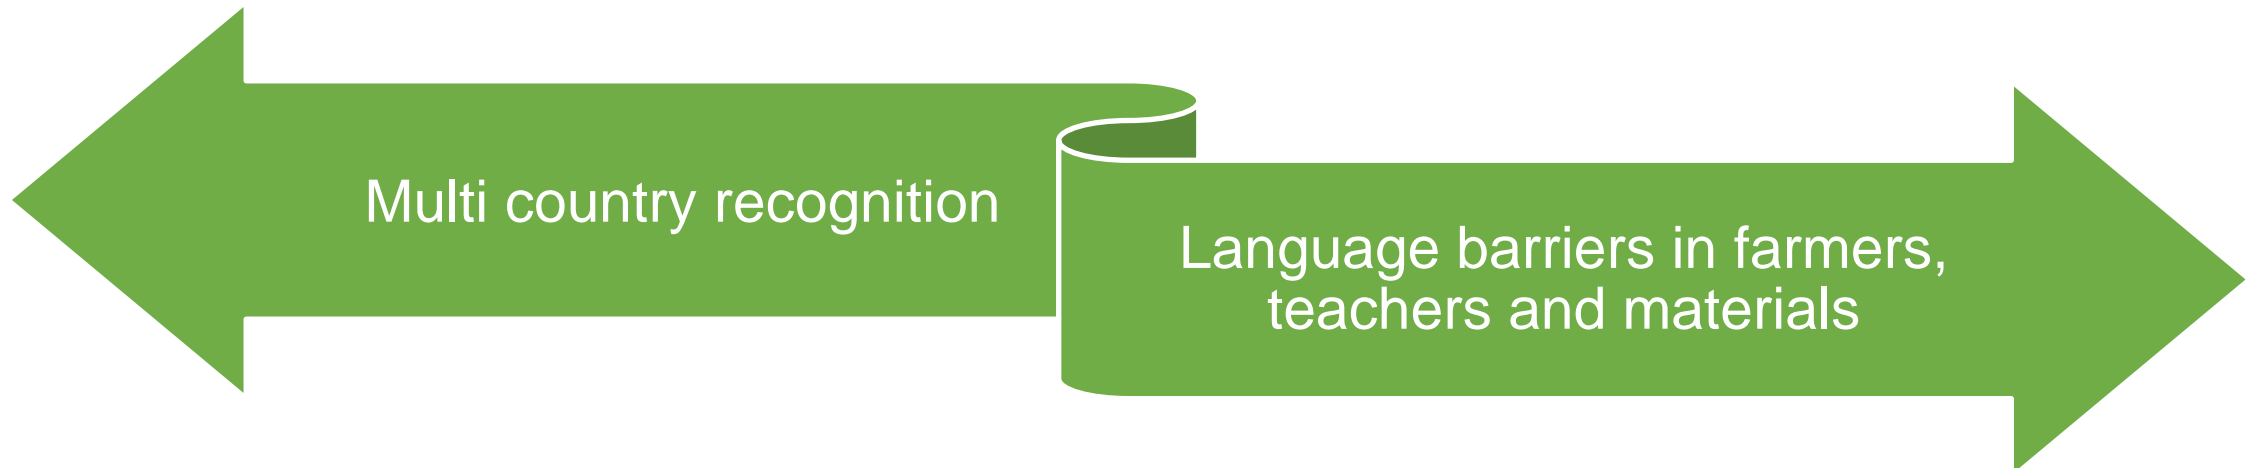 Multi country recognition
Language barriers in farmers,
teachers and materials